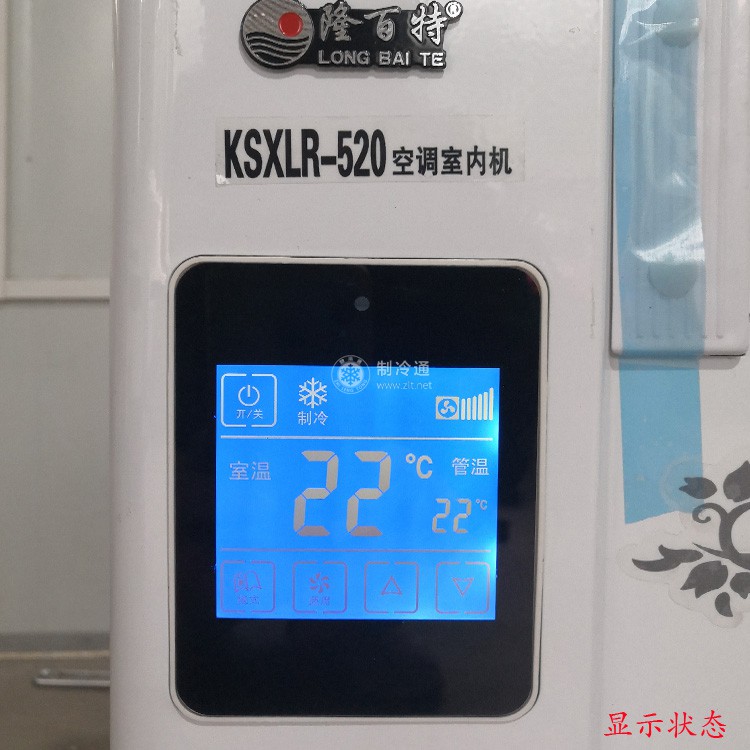 隆百特®
LONG BAI TE
KSXLR-520 空调室内机
制冷通
www.zlt.net
开/关
制冷
室温 22 ℃ 管温
22 ℃
显示状态